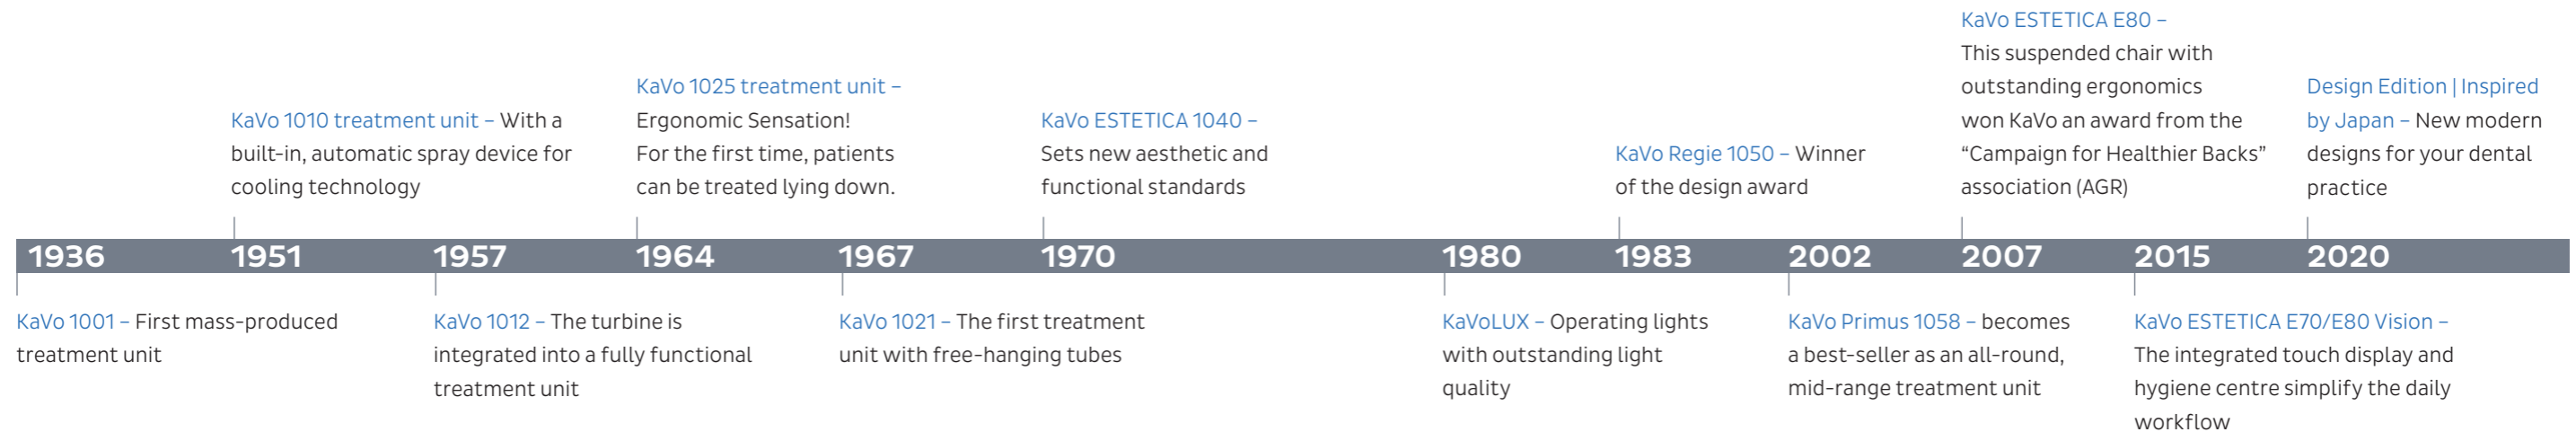 KaVo ESTETICA E80 –
This suspended chair with
outstanding ergonomics
won KaVo an award from the
“Campaign for Healthier Backs”
association (AGR)
KaVo 1025 treatment unit –
Ergonomic Sensation!
For the first time, patients
can be treated lying down.
Design Edition | Inspired
by Japan – New modern
designs for your dental
practice
KaVo 1010 treatment unit – With a
built-in, automatic spray device for
cooling technology
KaVo ESTETICA 1040 –
Sets new aesthetic and
functional standards
KaVo Regie 1050 – Winner
of the design award
1936 1951 1957 1964 1967 1970 1980 1983 2002 2007 2015 2020
KaVo 1001 – First mass-produced
treatment unit
KaVo 1012 – The turbine is
integrated into a fully functional
treatment unit
KaVo 1021 – The first treatment
unit with free-hanging tubes
KaVoLUX – Operating lights
with outstanding light
quality
KaVo Primus 1058 – becomes
a best-seller as an all-round,
mid-range treatment unit
KaVo ESTETICA E70/E80 Vision –
The integrated touch display and
hygiene centre simplify the daily
workflow